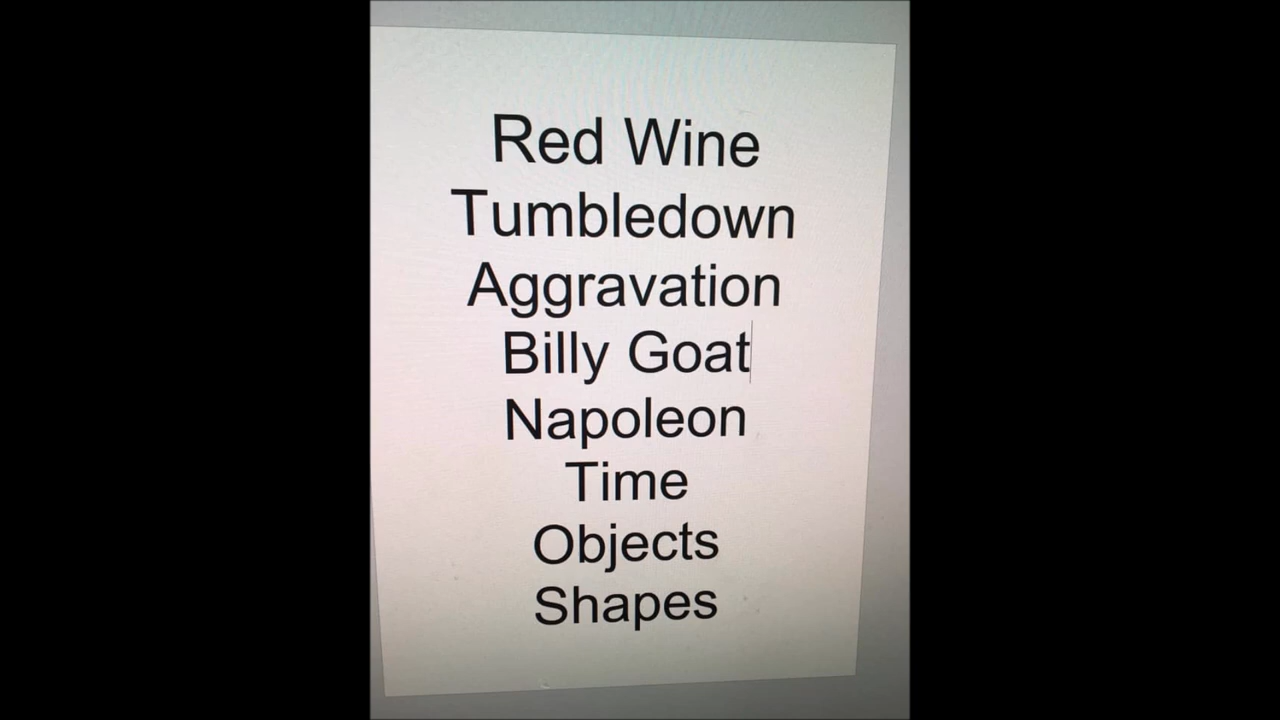 Red Wine
Tumbledown
Aggravation
Billy Goat
Napoleon
Time
Objects
Shapes